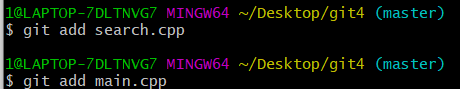 1@LAPTOP-7DLTNVG7 MINGW64 ~/Desktop/git4 (master)
$ git add search.cpp
1@LAPTOP-7DLTNVG7 MINGW64 ~/Desktop/git4 (master)
$ git add main.cpp